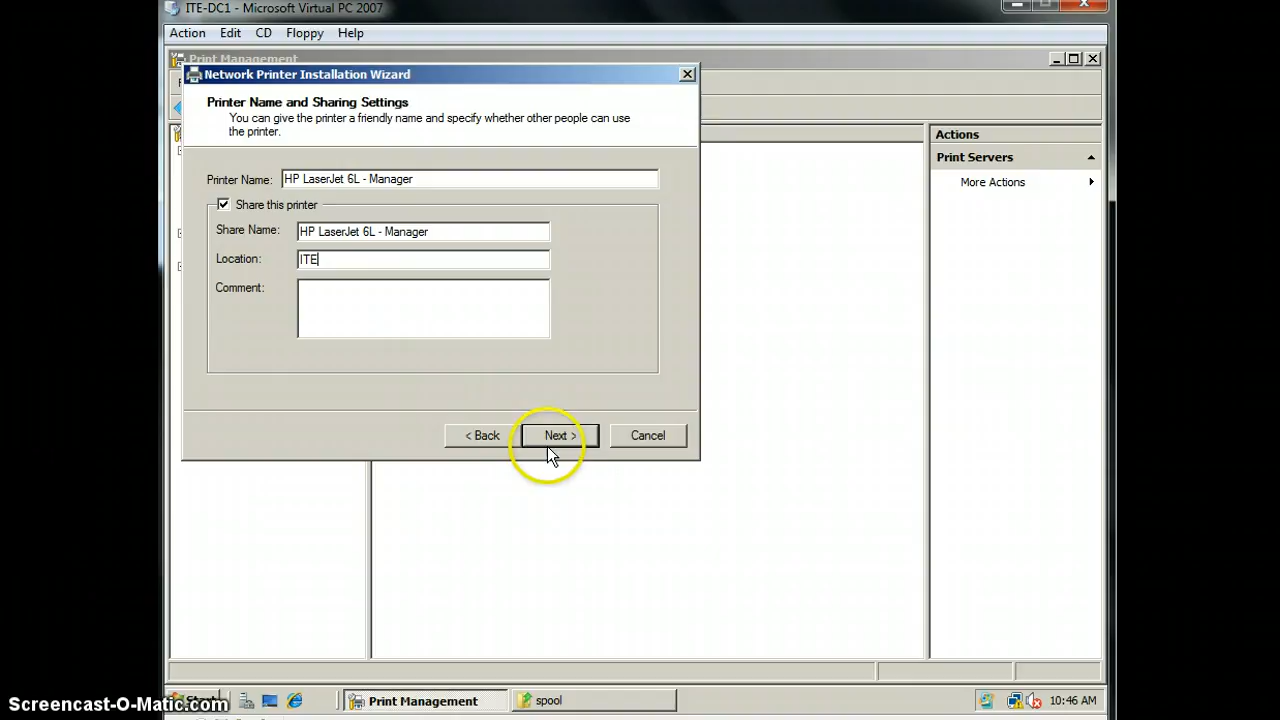 ITE-DC1 - Microsoft Virtual PC 2007
Action Edit CD Floppy Help
Print Management
Network Printer Installation Wizard
Printer Name and Sharing Settings
You can give the printer a friendly name and specify whether other people can use
the printer.
Printer Name: HP LaserJet 6L - Manager
Share this printer
Share Name: HP LaserJet 6L - Manager
Location: ITE
Comment:
< Back Next > Cancel
Actions
Print Servers
More Actions
Start Print Management spool 10:46 AM
Screencast-O-Matic.com